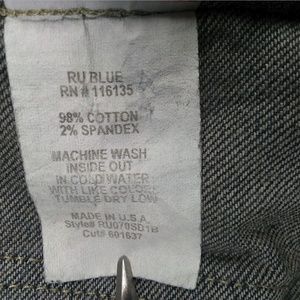 RU BLUE
RN # 116135
98% COTTON
2% SPANDEX
MACHINE WASH
INSIDE OUT
IN COLD WATER
WITH LIKE COLORS
TUMBLE DRY LOW
MADE IN U.S.A.
Style# RU079SD1B
Cut# 601637